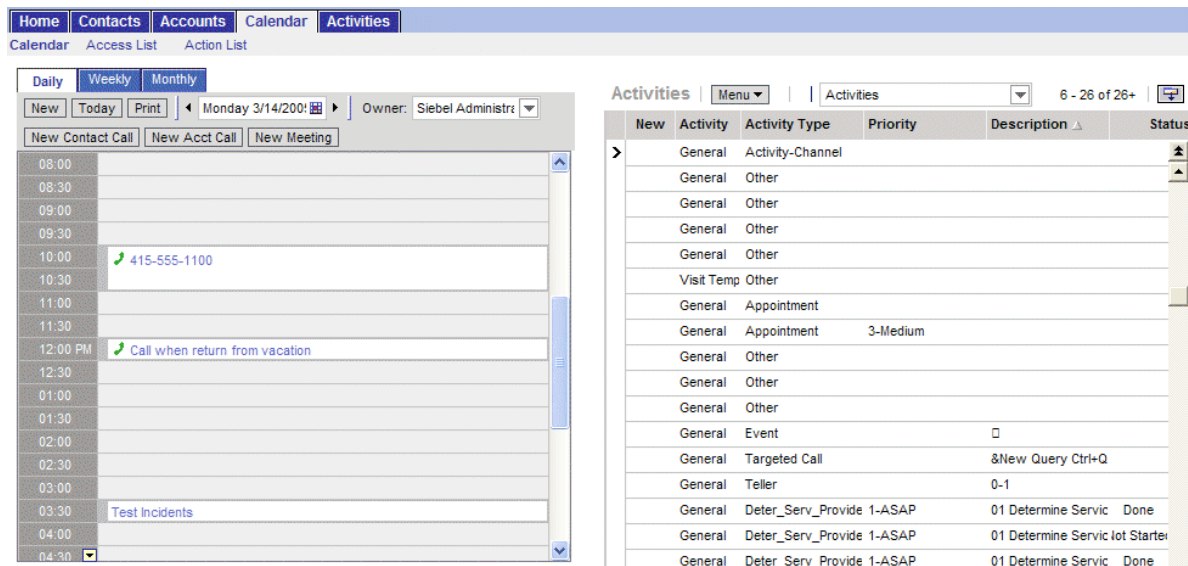 Home Contacts Accounts Calendar Activities
Calendar Access List Action List
Daily Weekly Monthly
New Today Print Monday 3/14/200 Owner: Siebel Administra
New Contact Call New Acct Call New Meeting
08:00
08:30
09:00
09:30
10:00 415-555-1100
10:30
11:00
11:30
12:00 PM Call when return from vacation
12:30
01:00
01:30
02:00
02:30
03:00
03:30 Test Incidents
04:00
04:30
Activities Menu Activities 6 - 26 of 26+
New Activity Activity Type Priority Description Status
General Activity-Channel
General Other
General Other
General Other
General Other
Visit Temp Other
General Appointment
General Appointment 3-Medium
General Other
General Other
General Other
General Event
General Targeted Call &New Query Ctrl+Q
General Teller 0-1
General Deter_Serv_Provide 1-ASAP 01 Determine Servic Done
General Deter_Serv_Provide 1-ASAP 01 Determine Servic lot Starte
General Deter_Serv_Provide 1-ASAP 01 Determine Servic Done